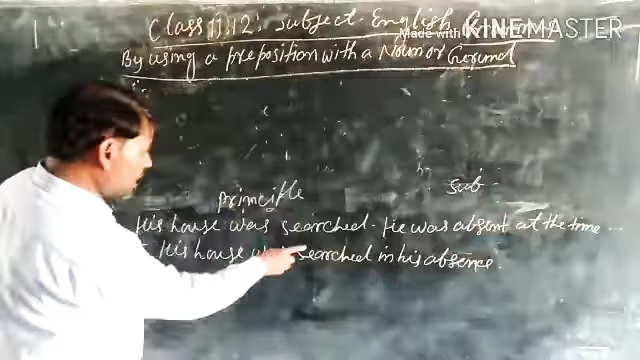 Class 11.12: Subject-English Grammar
Made with KINEMASTER
By using a preposition with a Noun or Gerund
principle sub
His house was searched. He was absent at the time
His house was searched in his absence.